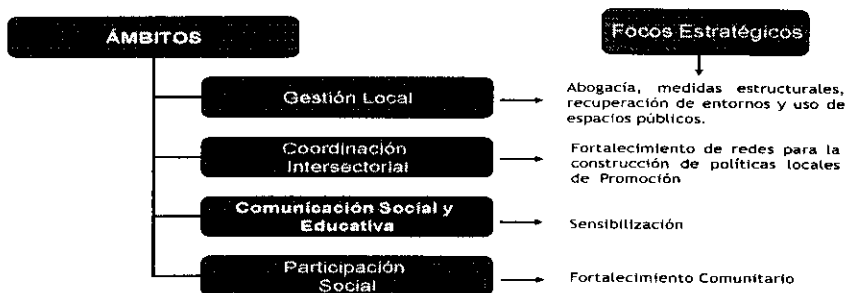 ÁMBITOS
Focos Estratégicos
Gestión Local
Abogacía, medidas estructurales,
recuperación de entornos y uso de
espacios públicos.
Coordinación
Intersectorial
Fortalecimiento de redes para la
construcción de políticas locales
de Promoción
Comunicación Social y
Educativa
Sensibilización
Participación
Social
Fortalecimiento Comunitario